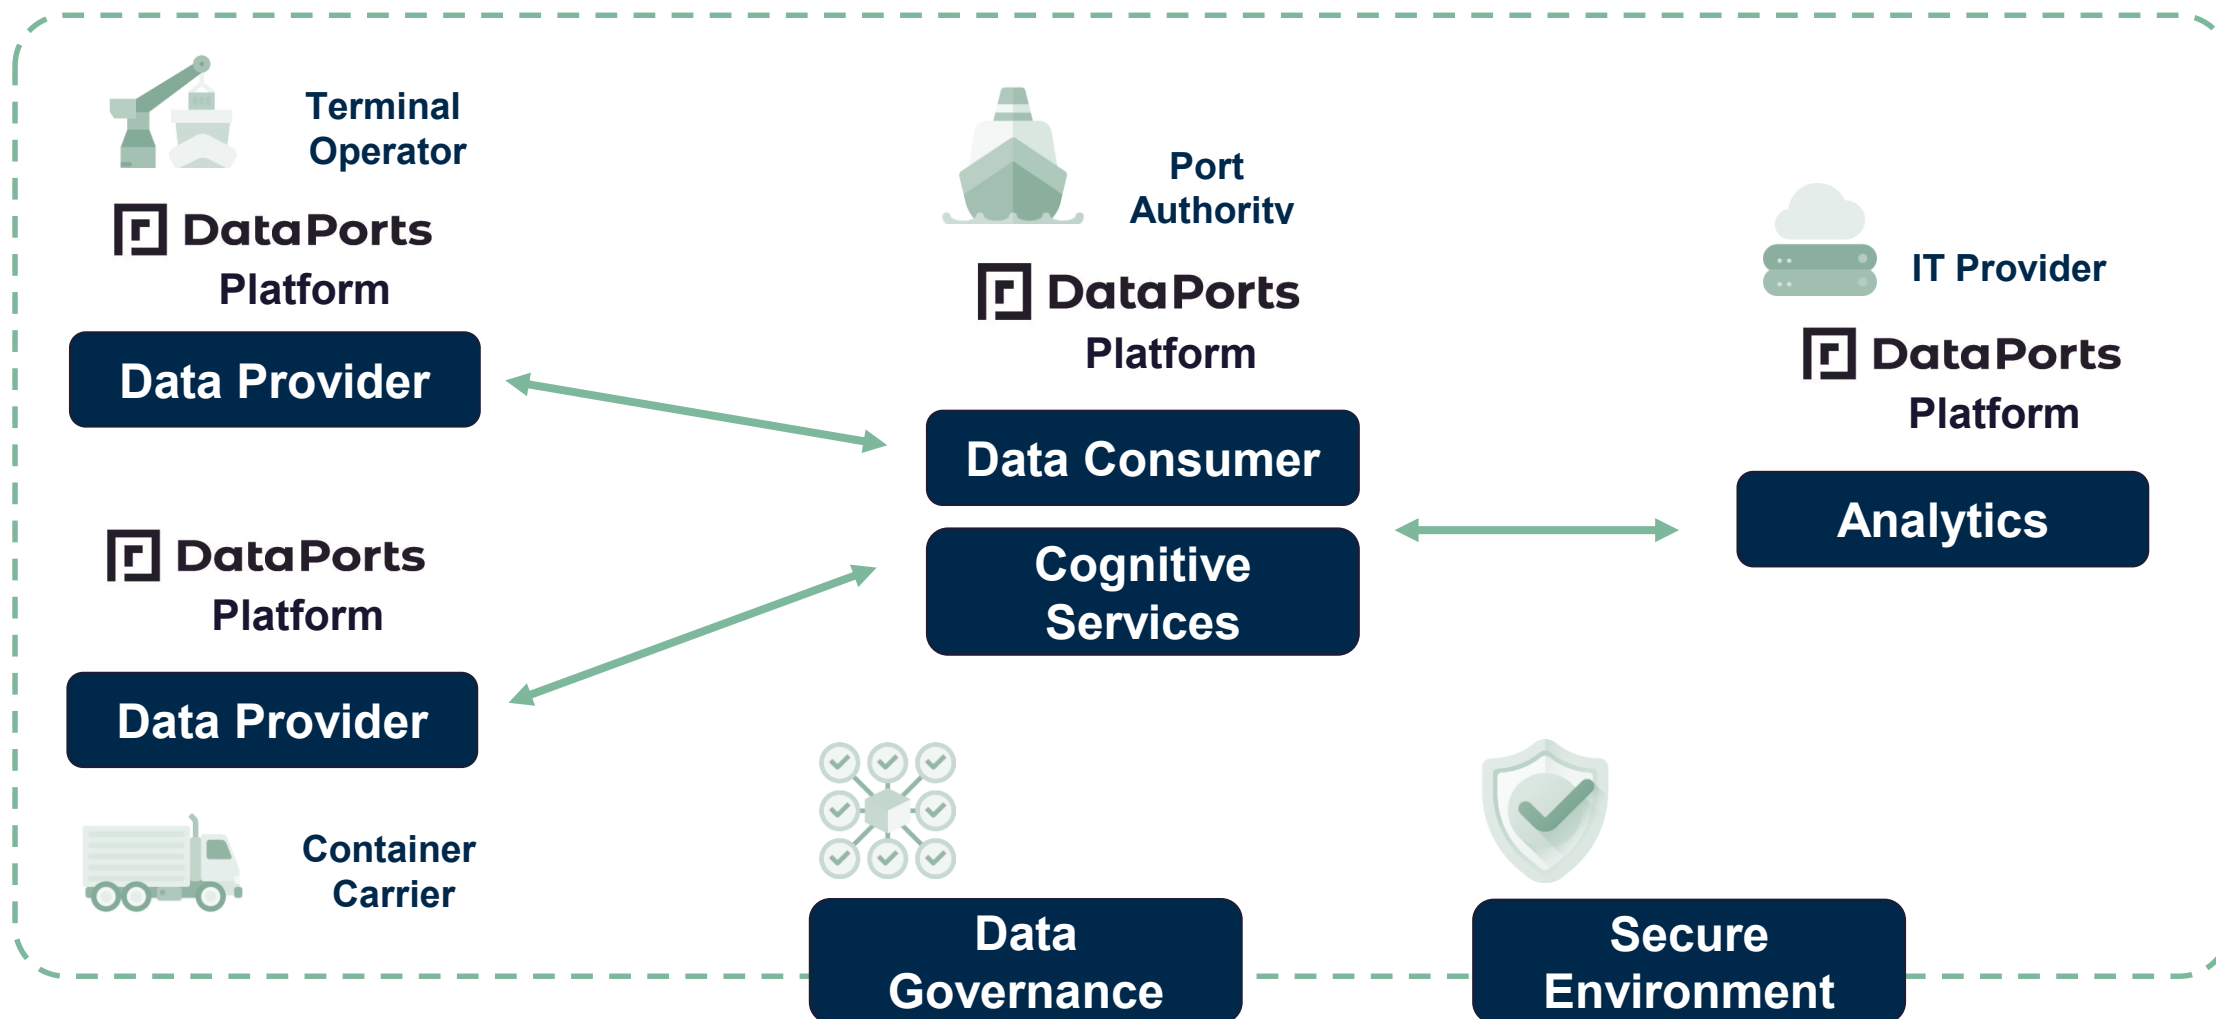 Terminal
Operator
DataPorts
Platform
Data Provider
DataPorts
Platform
Data Provider
Container
Carrier
Port
Authority
DataPorts
Platform
Data Consumer
Cognitive
Services
IT Provider
DataPorts
Platform
Analytics
Data
Governance
Secure
Environment